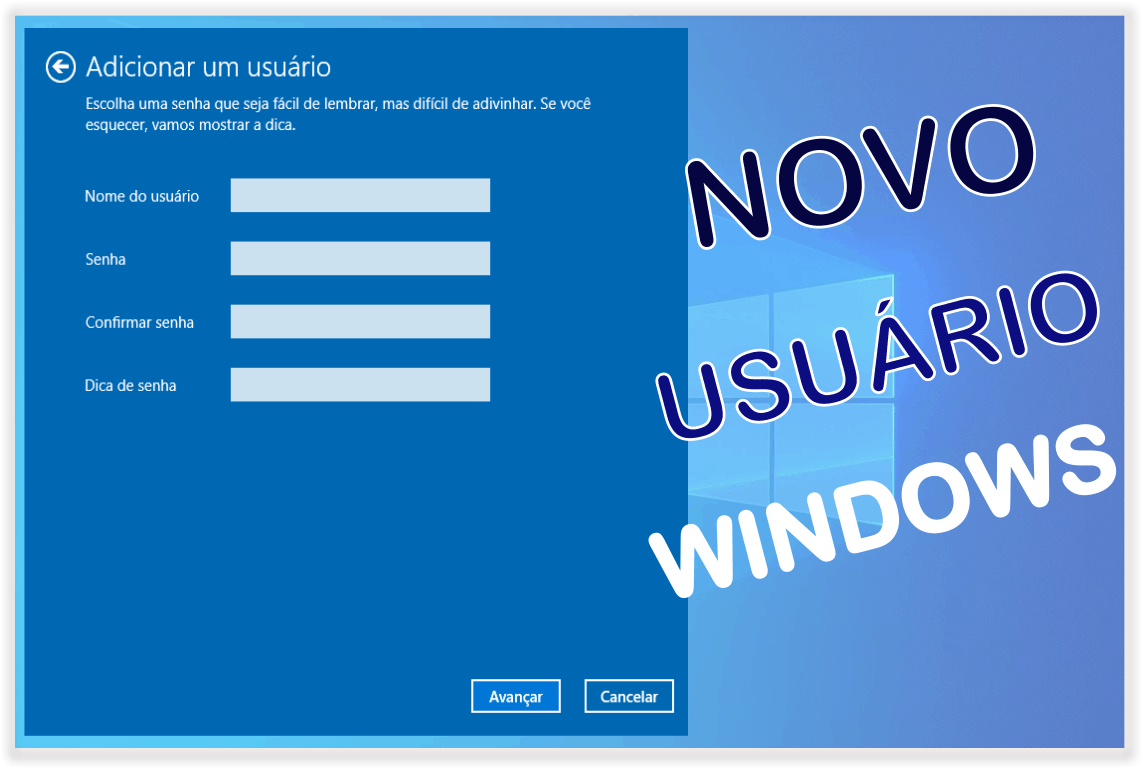 Adicionar um usuário
Escolha uma senha que seja fácil de lembrar, mas difícil de adivinhar. Se você
esquecer, vamos mostrar a dica.
Nome do usuário
Senha
Confirmar senha
Dica de senha
Avançar
Cancelar
NOVO
USUÁRIO
WINDOWS